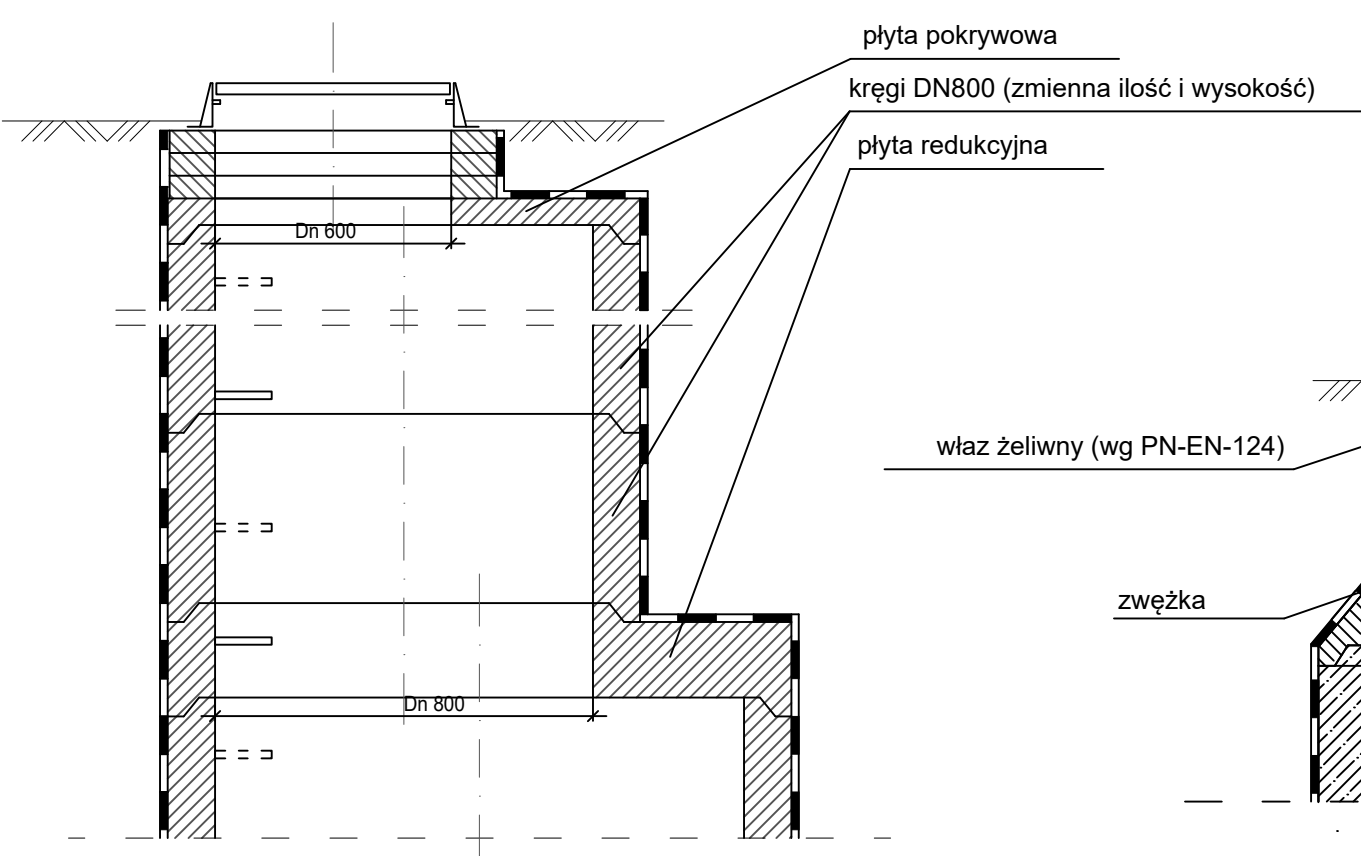 płyta pokrywowa
kręgi DN800 (zmienna ilość i wysokość)
płyta redukcyjna
Dn 600
właz żeliwny (wg PN-EN-124)
zwężka
Dn 800